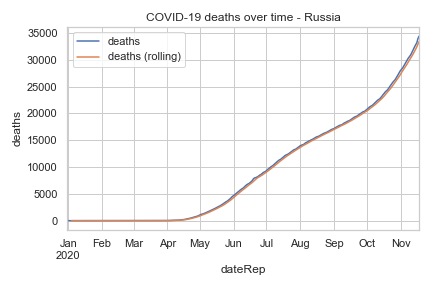 COVID-19 deaths over time - Russia
deaths
deaths (rolling)
35000
30000
25000
20000
15000
10000
5000
0
deaths
Jan Feb Mar Apr May Jun Jul Aug Sep Oct Nov
2020
dateRep